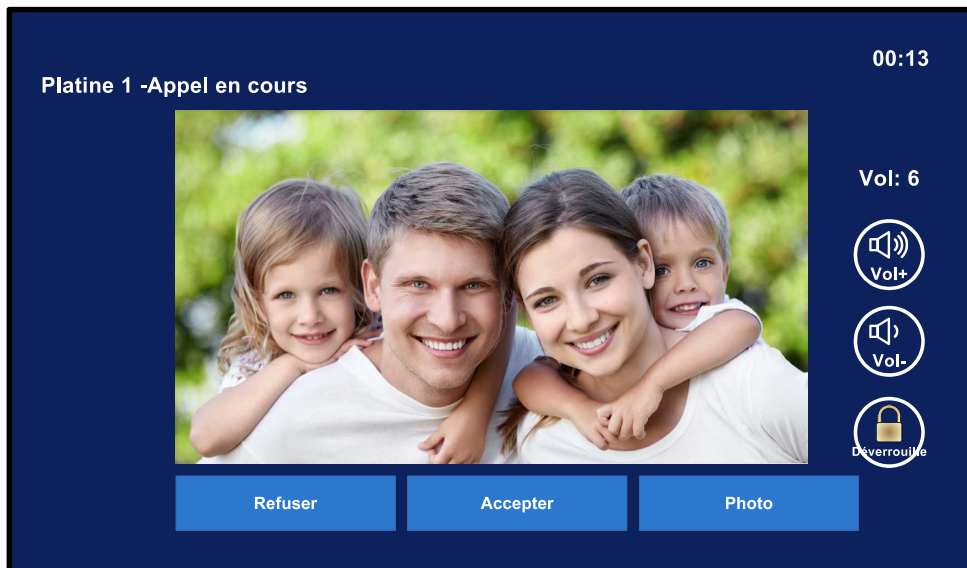 00:13
Platine 1 -Appel en cours
Vol: 6
Vol+
Vol-
Déverrouille
Refuser
Accepter
Photo